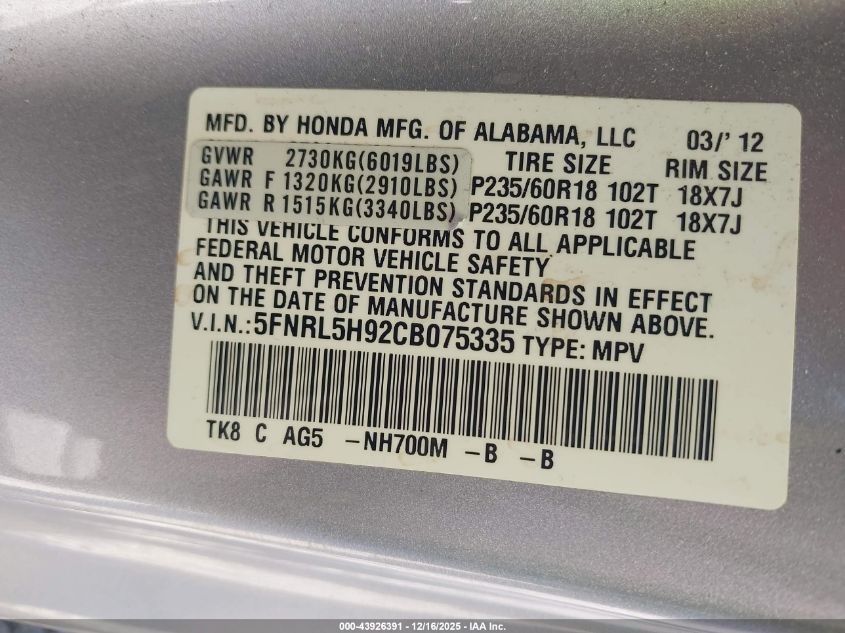 MFD. BY HONDA MFG. OF ALABAMA, LLC 03/' 12
GVWR 2730KG(6019LBS) TIRE SIZE RIM SIZE
GAWR F 1320KG(2910LBS) P235/60R18 102T 18X7J
GAWR R 1515KG(3340LBS) P235/60R18 102T 18X7J
THIS VEHICLE CONFORMS TO ALL APPLICABLE
FEDERAL MOTOR VEHICLE SAFETY
AND THEFT PREVENTION STANDARDS IN EFFECT
ON THE DATE OF MANUFACTURE SHOWN ABOVE.
V.I.N.:5FNRL5H92CB075335 TYPE: MPV
TK8 C AG5 -NH700M -B -B
000-43926391 - 12/16/2025 - IAA Inc.